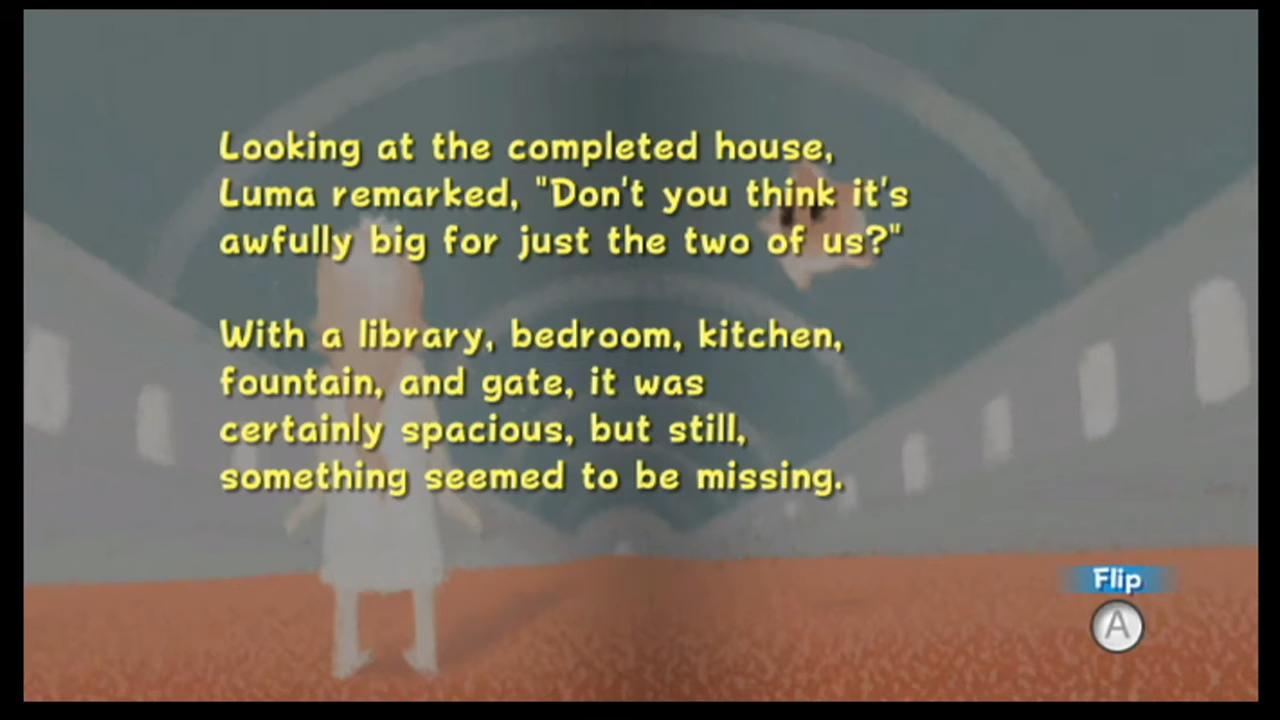 Looking at the completed house,
Luma remarked, "Don't you think it's
awfully big for just the two of us?"
With a library, bedroom, kitchen,
fountain, and gate, it was
certainly spacious, but still,
something seemed to be missing.
Flip
A